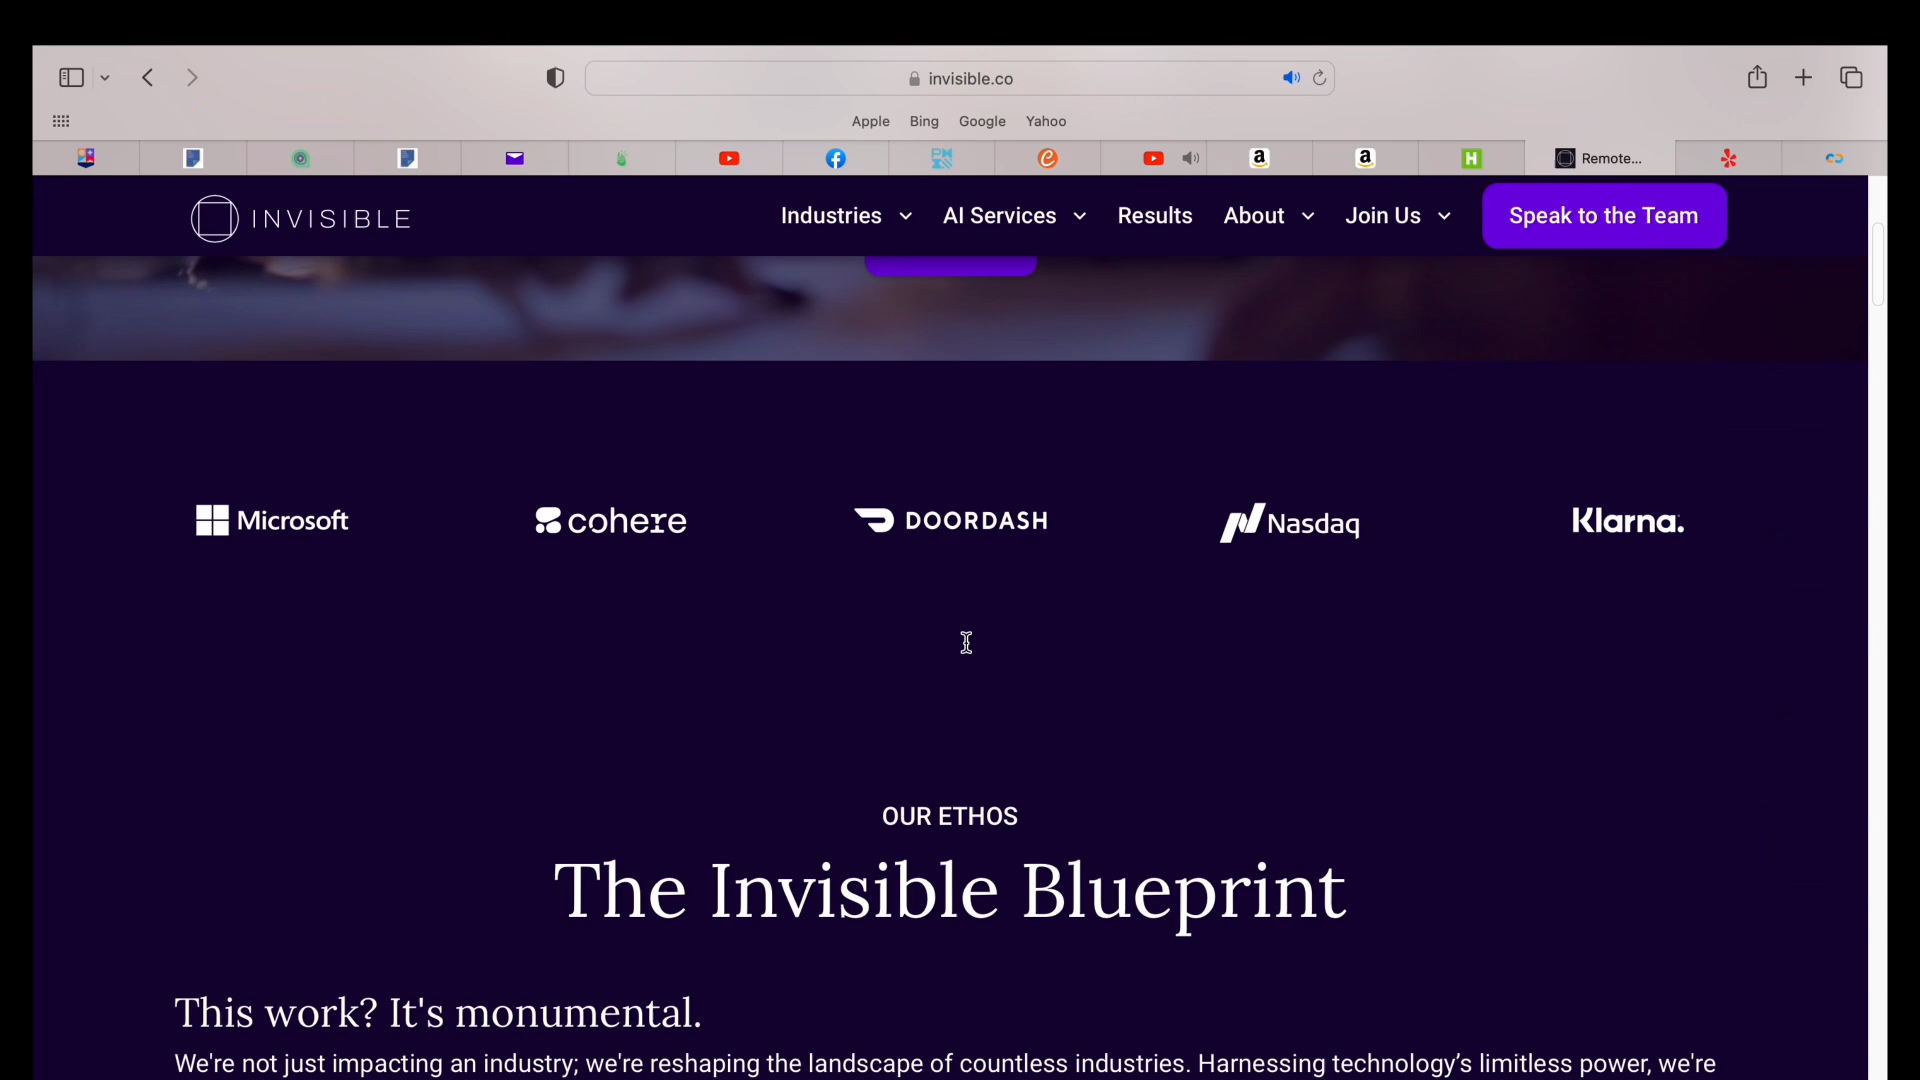 invisible.co
Apple Bing Google Yahoo
PM
a a H Remote...
INVISIBLE Industries AI Services Results About Join Us Speak to the Team
Microsoft cohere DOORDASH Nasdaq Klarna.
OUR ETHOS
The Invisible Blueprint
This work? It's monumental.
We're not just impacting an industry; we're reshaping the landscape of countless industries. Harnessing technology’s limitless power, we're